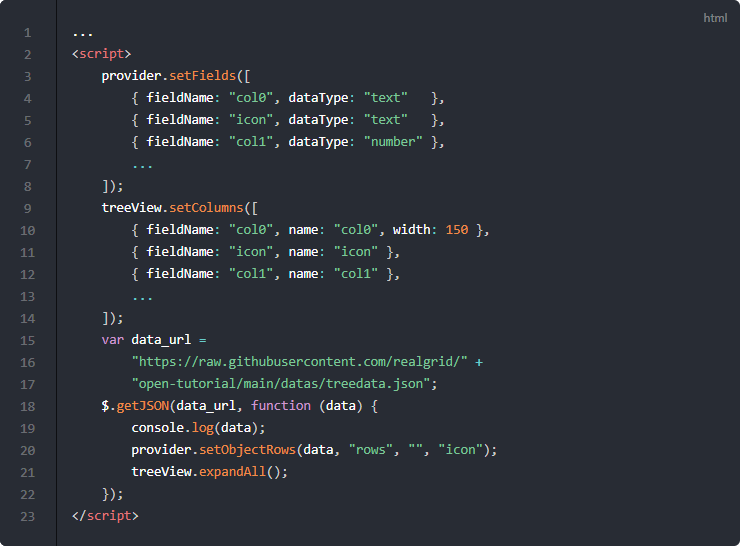 html
1 ...
2 <script>
3     provider.setFields([
4         { fieldName: "col0", dataType: "text"   },
5         { fieldName: "icon", dataType: "text"   },
6         { fieldName: "col1", dataType: "number" },
7         ...
8     ]);
9     treeView.setColumns([
10         { fieldName: "col0", name: "col0", width: 150 },
11         { fieldName: "icon", name: "icon" },
12         { fieldName: "col1", name: "col1" },
13         ...
14     ]);
15     var data_url =
16         "https://raw.githubusercontent.com/realgrid/" +
17         "open-tutorial/main/datas/treedata.json";
18     $.getJSON(data_url, function (data) {
19         console.log(data);
20         provider.setObjectRows(data, "rows", "", "icon");
21         treeView.expandAll();
22     });
23 </script>